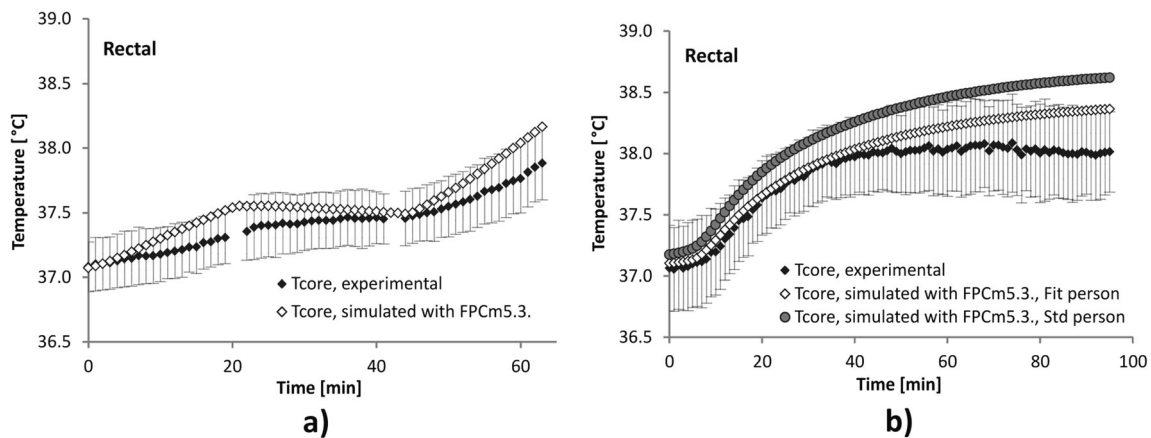 39.0
38.5
38.0
37.5
37.0
36.5
Temperature [°C]
Rectal
Tcore, experimental
Tcore, simulated with FPCm5.3.
0 20 40 60
Time [min]
a)
39.0
38.5
38.0
37.5
37.0
36.5
Temperature [°C]
Rectal
Tcore, experimental
Tcore, simulated with FPCm5.3., Fit person
Tcore, simulated with FPCm5.3., Std person
0 20 40 60 80 100
Time [min]
b)